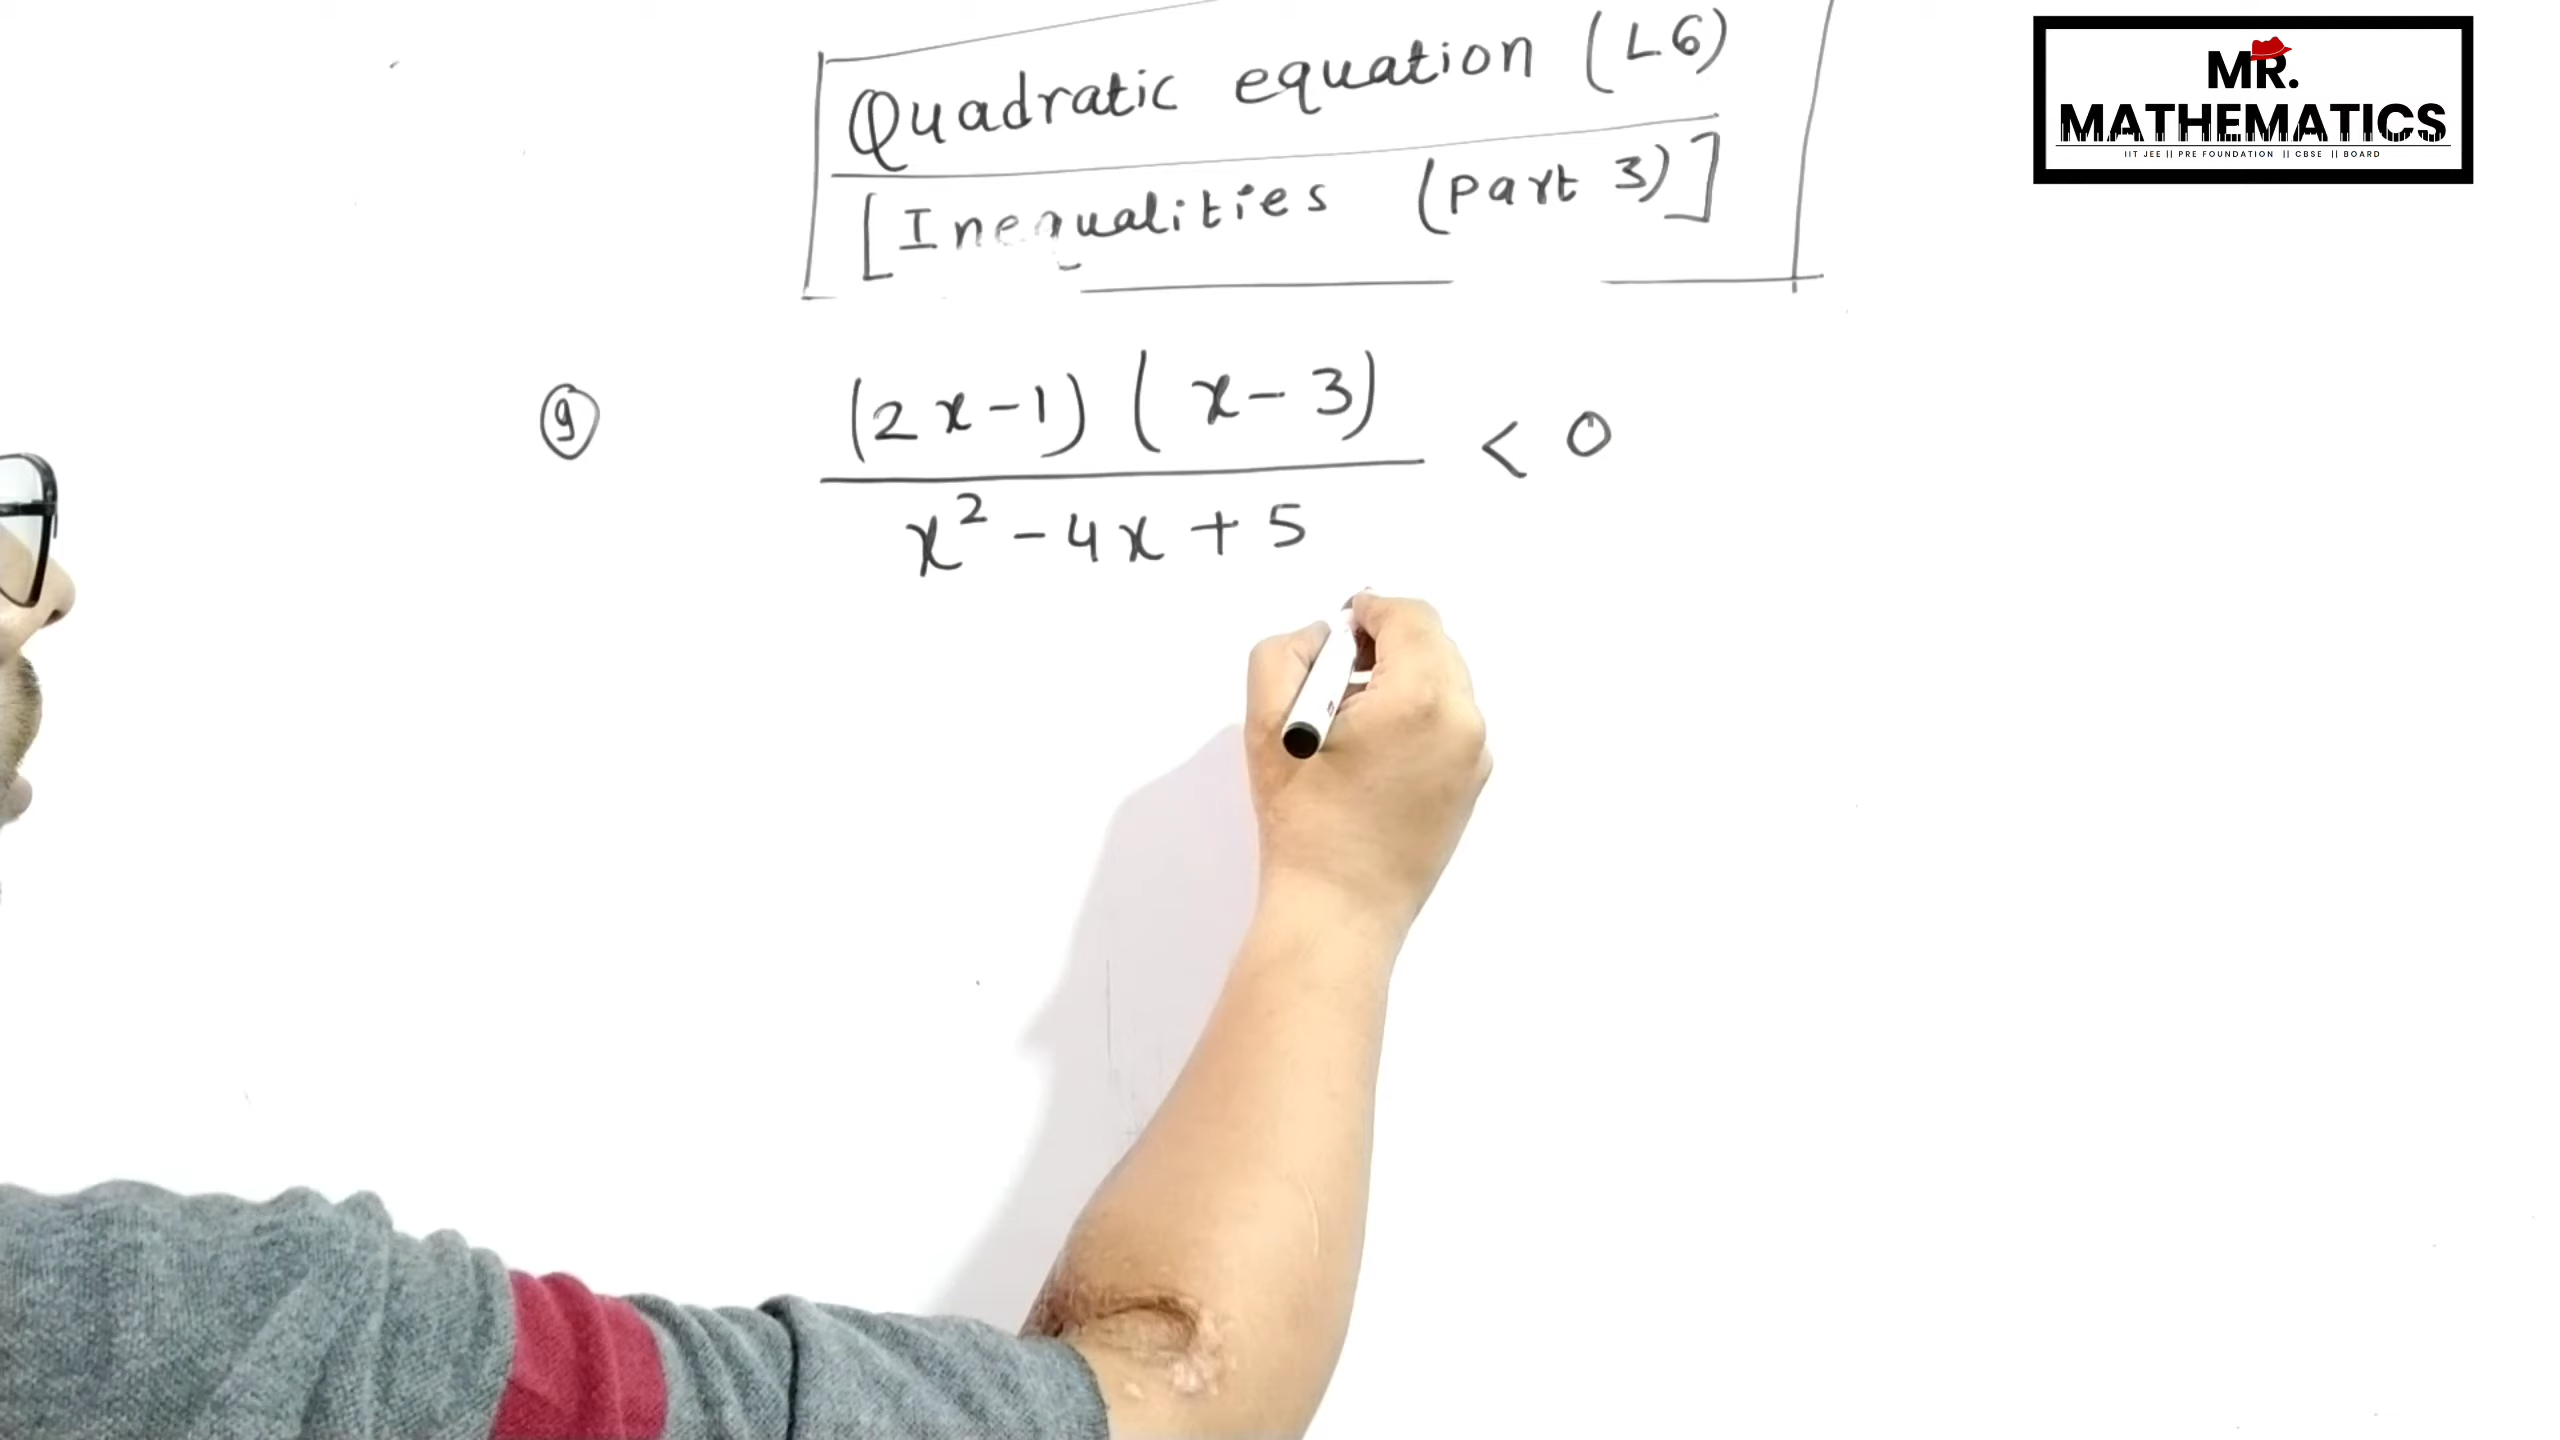 Quadratic equation (L6)
[Inequalities (part 3)]
MR.
MATHEMATICS
IIT JEE || PRE FOUNDATION || CBSE || BOARD
9
(2x-1) (x-3)
< 0
x² - 4x + 5